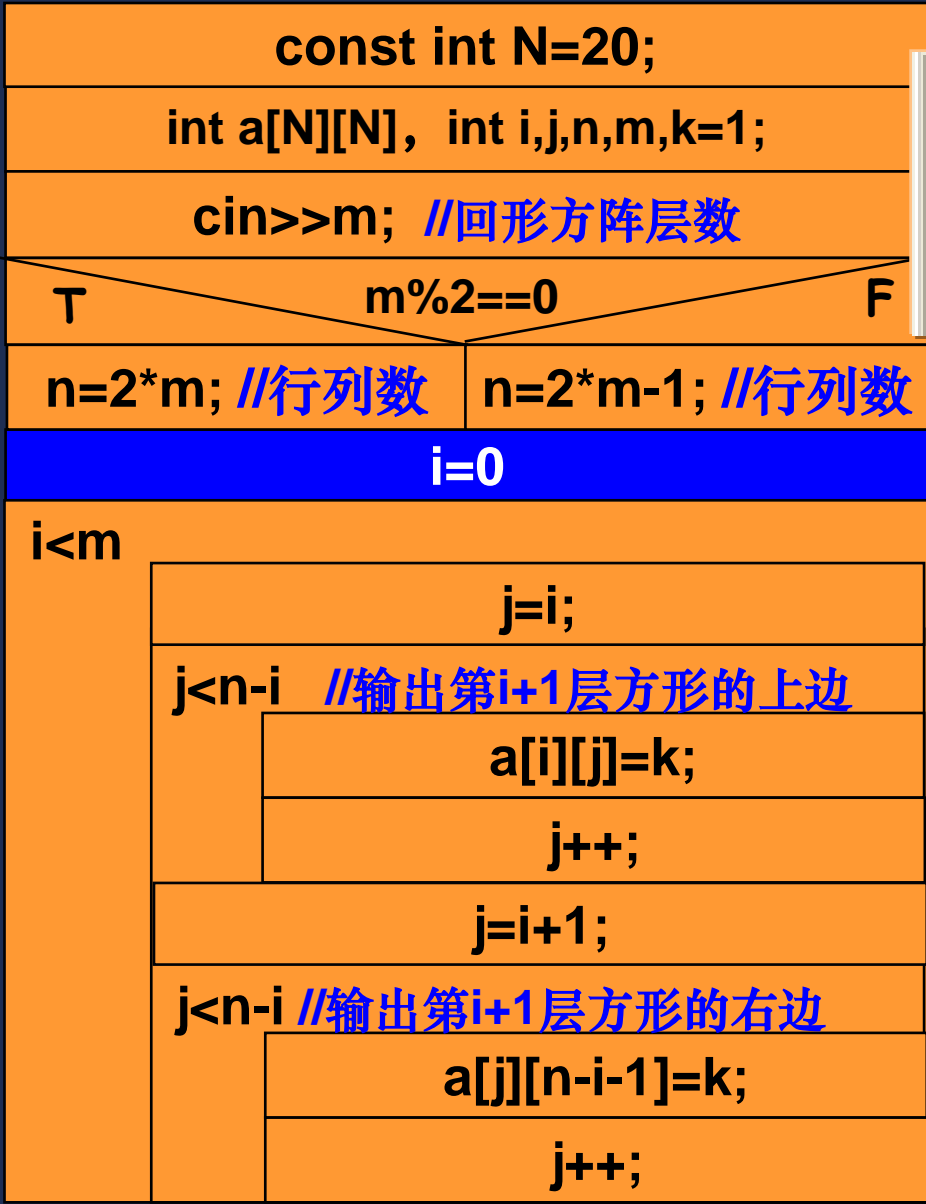 const int N=20;
int a[N][N]，int i,j,n,m,k=1;
cin>>m; //回形方阵层数
m%2==0
T
F
n=2*m; //行列数
n=2*m-1; //行列数
i=0
i<m
j=i;
j<n-i //输出第i+1层方形的上边
a[i][j]=k;
j++;
j=i+1;
j<n-i //输出第i+1层方形的右边
a[j][n-i-1]=k;
j++;